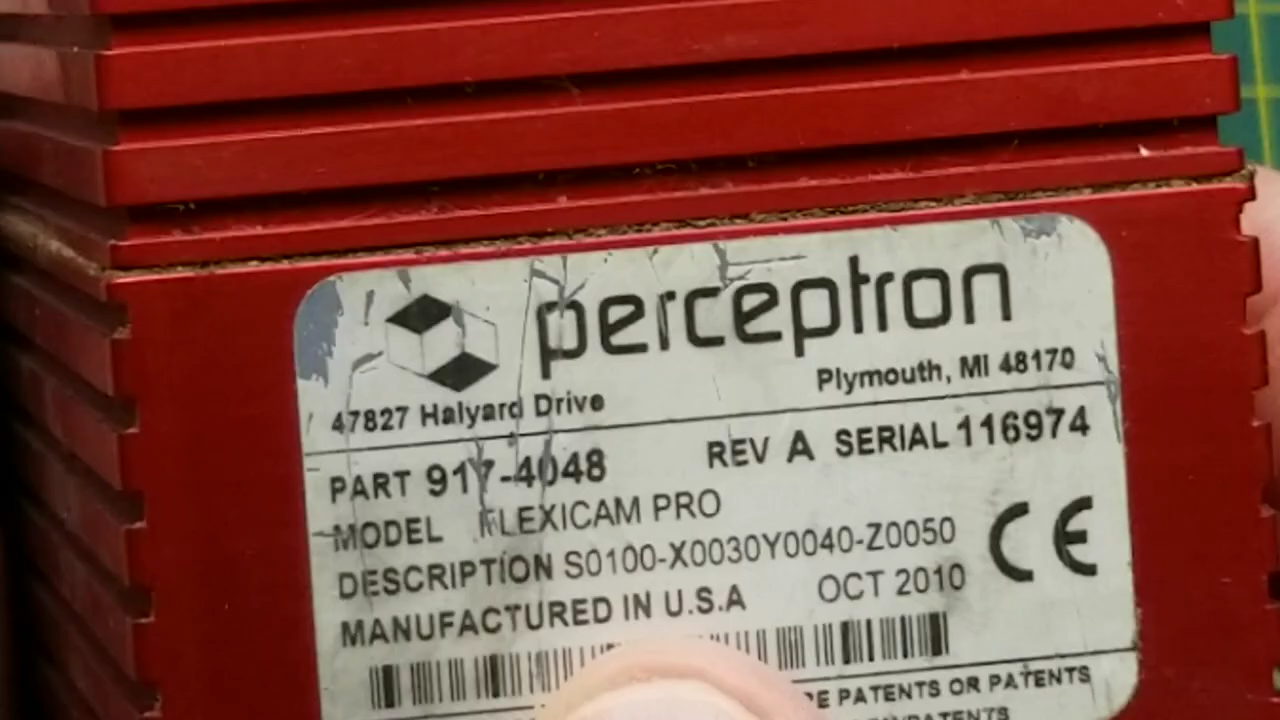 perceptron
47827 Halyard Drive Plymouth, MI 48170
PART 917-4048 REV A SERIAL 116974
MODEL FLEXICAM PRO
DESCRIPTION S0100-X0030Y0040-Z0050
MANUFACTURED IN U.S.A OCT 2010
CE
PATENTS OR PATENTS